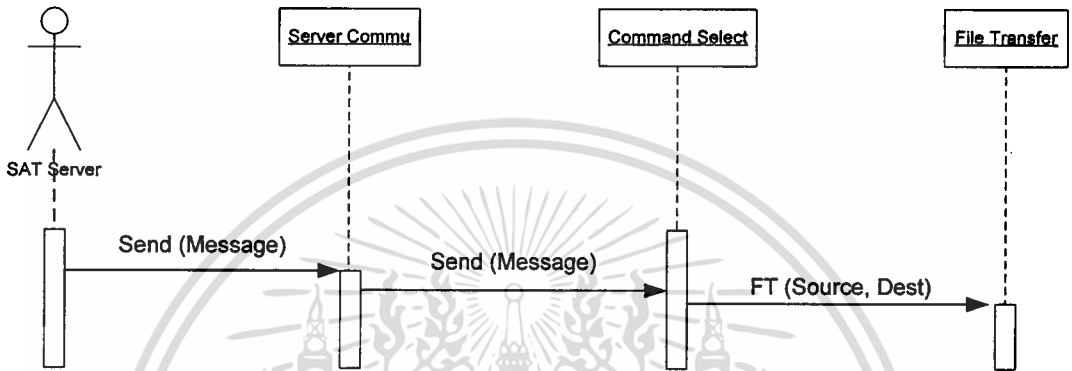 Server Commu
Command Select
File Transfer
SAT Server
Send (Message)
Send (Message)
FT (Source, Dest)